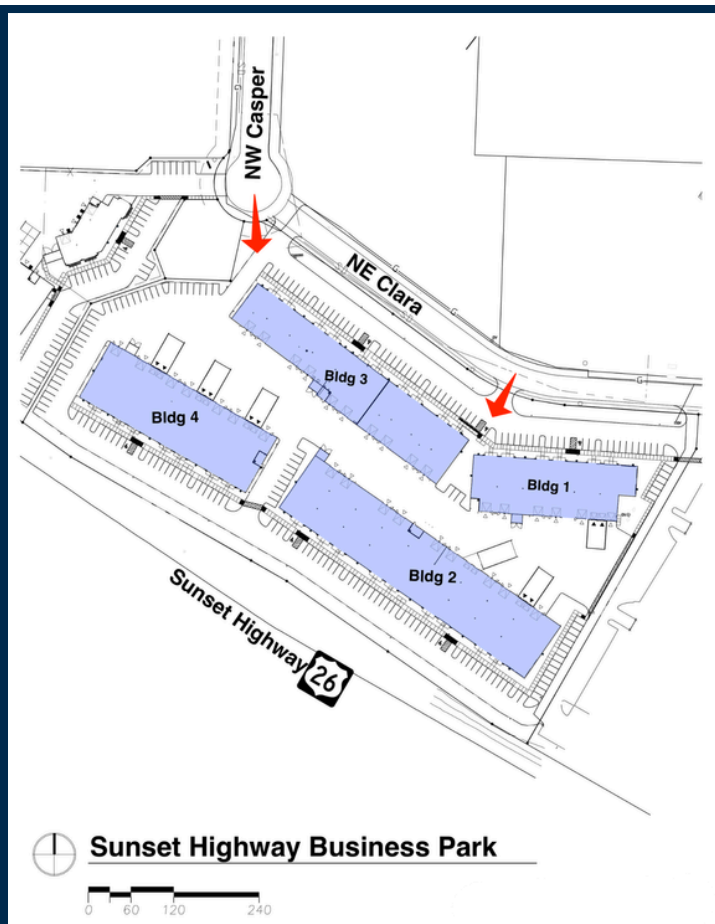 NW Casper
NE Clara
Bldg 3
Bldg 4
Bldg 1
Bldg 2
Sunset Highway
26
Sunset Highway Business Park
0 60 120 240